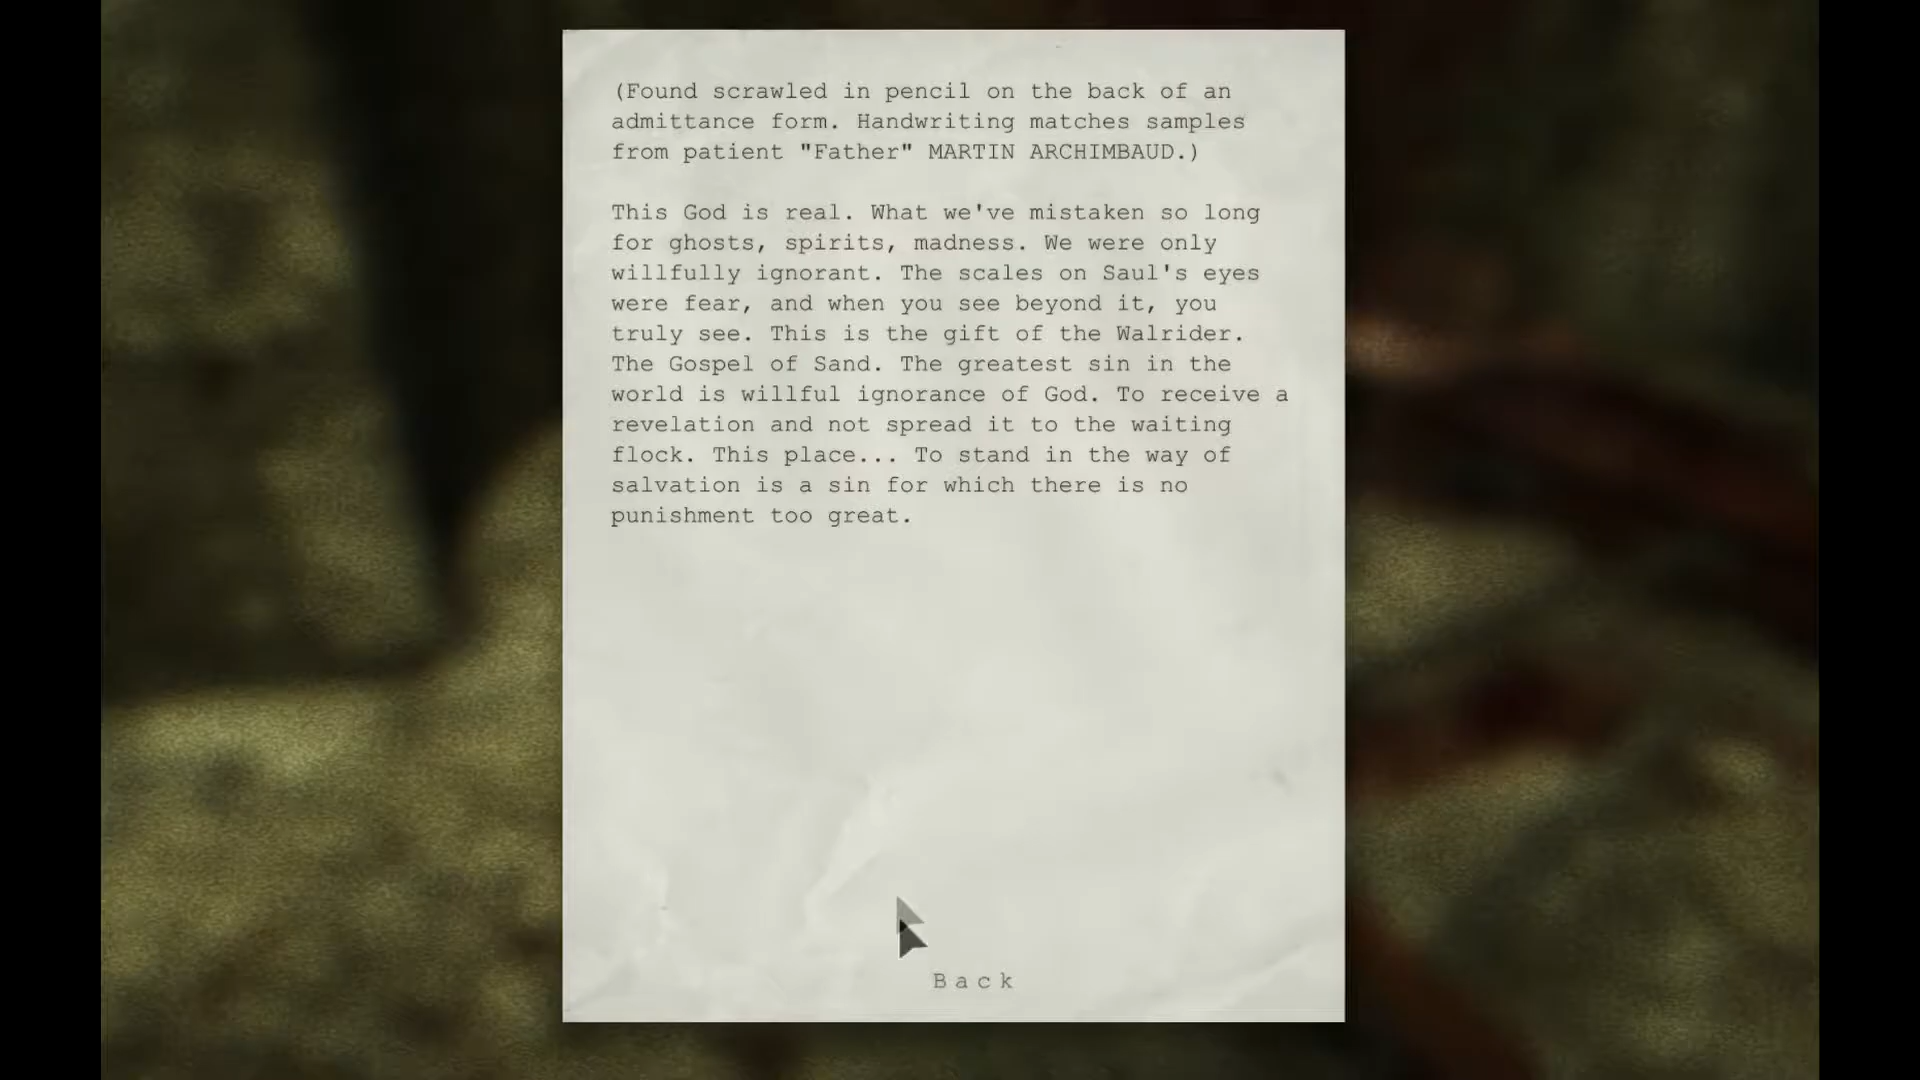 (Found scrawled in pencil on the back of an
admittance form. Handwriting matches samples
from patient "Father" MARTIN ARCHIMBAUD.)
This God is real. What we've mistaken so long
for ghosts, spirits, madness. We were only
willfully ignorant. The scales on Saul's eyes
were fear, and when you see beyond it, you
truly see. This is the gift of the Walrider.
The Gospel of Sand. The greatest sin in the
world is willful ignorance of God. To receive a
revelation and not spread it to the waiting
flock. This place... To stand in the way of
salvation is a sin for which there is no
punishment too great.
Back